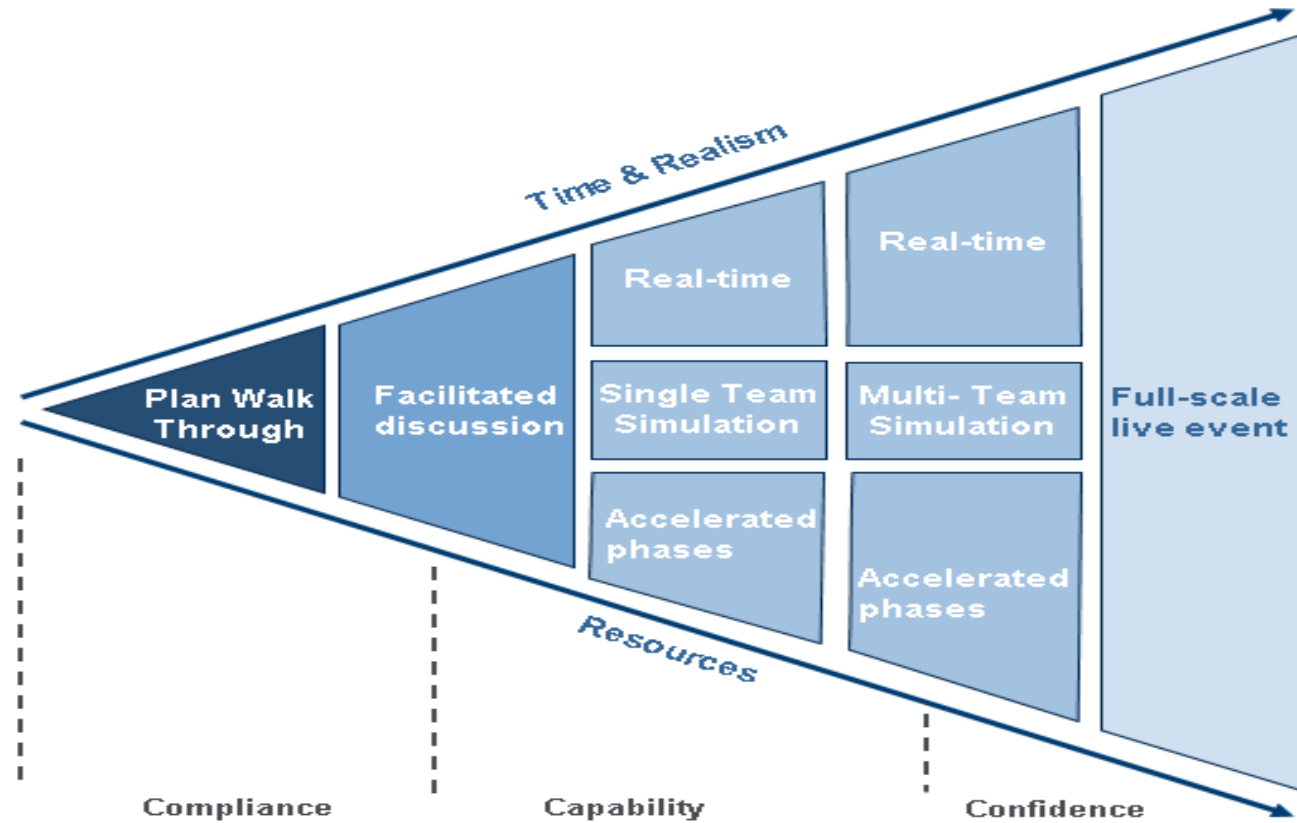 Time & Realism
Real-time
Real-time
Plan Walk
Through
Facilitated
discussion
Single Team
Simulation
Multi- Team
Simulation
Full-scale
live event
Accelerated
phases
Accelerated
phases
Resources
Compliance
Capability
Confidence